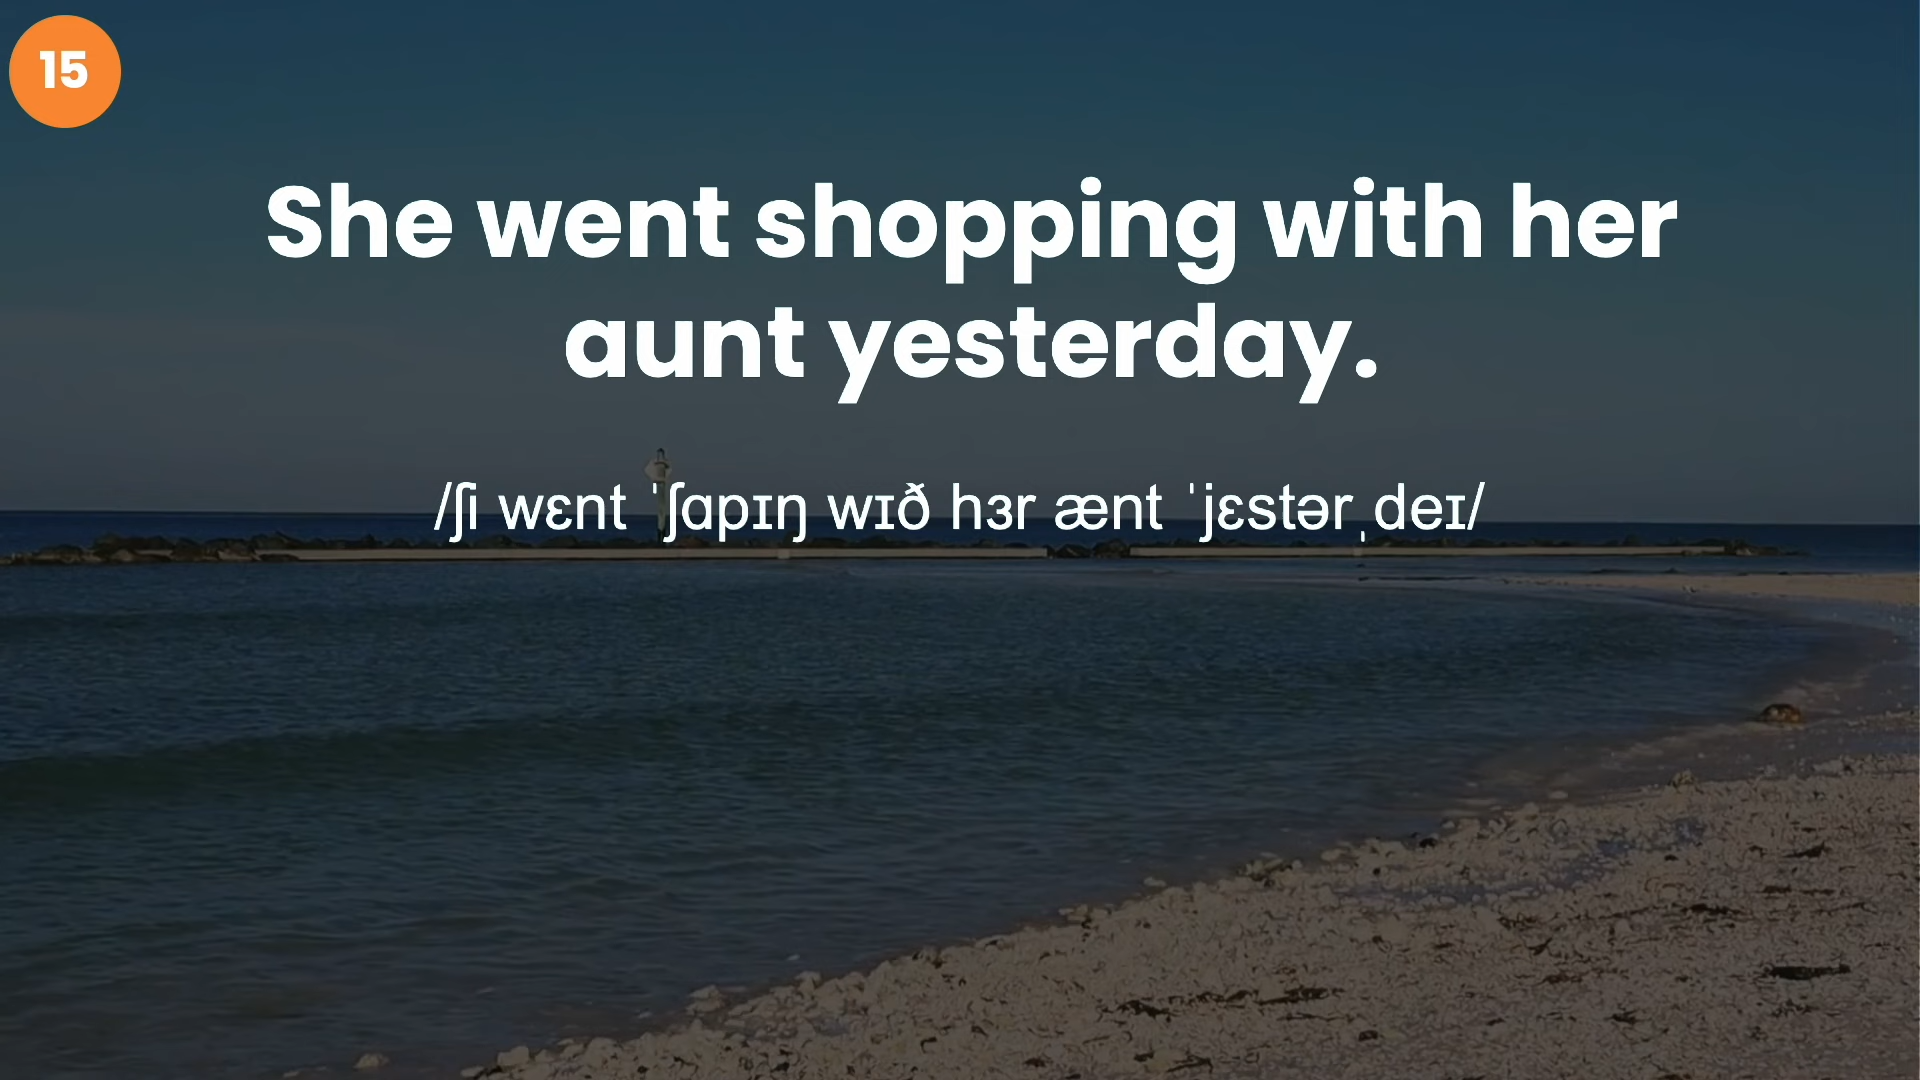 15
She went shopping with her
aunt yesterday.
/ʃi wɛnt ˈʃɑpɪŋ wɪð hɜr ænt ˈjɛstərˌdeɪ/